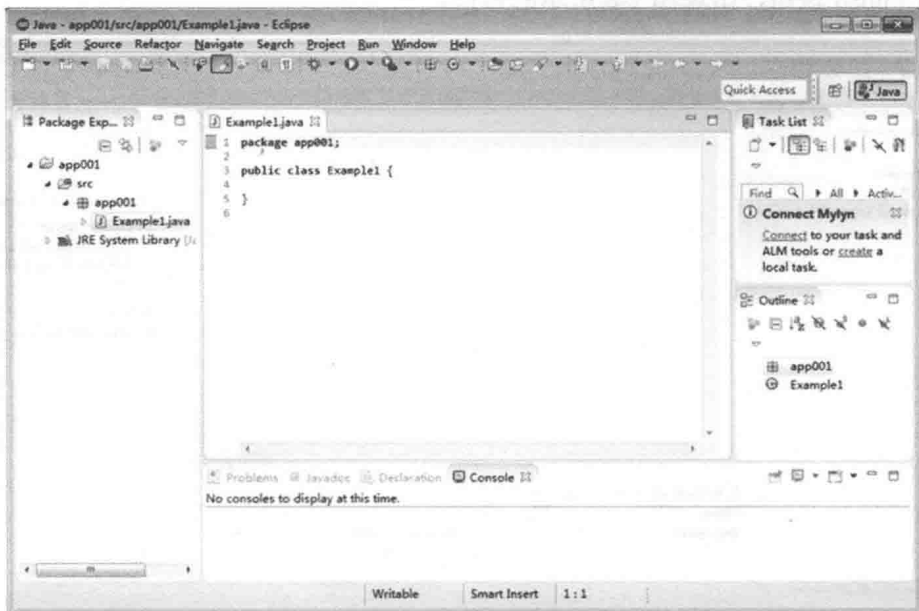 Java - app001/src/app001/Example1.java - Eclipse
File Edit Source Refactor Navigate Search Project Run Window Help
Quick Access
Java
Package Exp...
app001
src
app001
Example1.java
JRE System Library
Example1.java
1 package app001;
2
3 public class Example1 {
4
5 }
6
Task List
Find
All
Activ...
Connect Mylyn
Connect to your task and
ALM tools or create a
local task.
Outline
app001
Example1
Problems Javadoc Declaration Console
No consoles to display at this time.
Writable Smart Insert 1 : 1